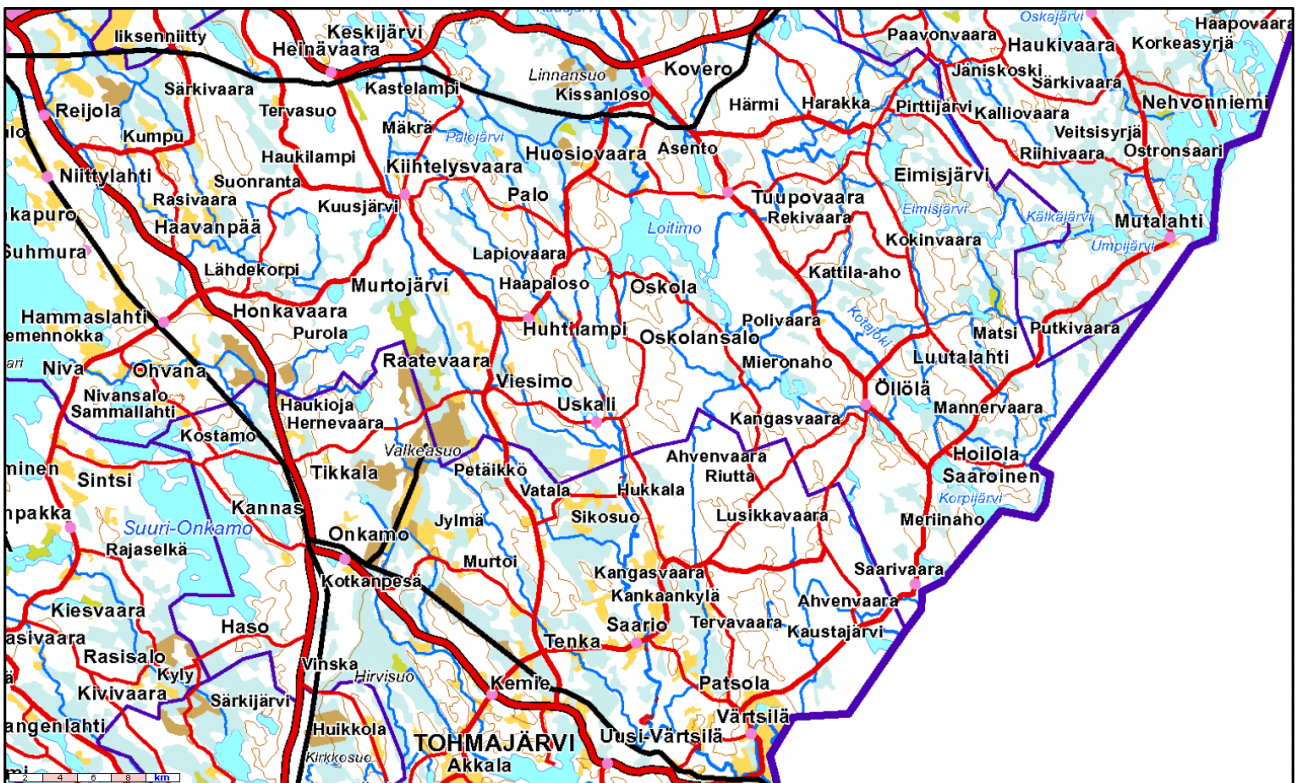 Iiksenniitty
Keskijärvi
Heinävaara
Oskajärvi
Haapovaara
Paavonvaara
Haukivaara
Korkeasyrjä
Särkivaara
Kastelampi
Linnansuo
Kovero
Kissanloso
Jäniskoski
Särkivaara
Reijola
Tervasuo
Härmi
Harakka
Pirttijärvi
Kalliovaara
Nehvonniemi
Kumpu
Mäkrä
Palojärvi
Veitsisyrjä
Haukilampi
Kiihtelysvaara
Huosiovaara
Asento
Riihivaara
Ostronsaari
Niittylahti
Suonranta
Palo
Eimisjärvi
Rasivaara
Kuusjärvi
Tuupovaara
Rekivaara
Eimisjärvi
Kälkäjärvi
Mutalahti
Haavanpää
Loitimo
Kokinvaara
Umpijärvi
Suhmura
Lapiovaara
Lähdekorpi
Murtojärvi
Haapaloso
Oskola
Kattila-aho
Hammaslahti
Honkavaara
Purola
Huhtilampi
Polivaara
Kotajoki
Matsi
Putkivaara
Oskolansalo
Niva
Ohvana
Raatevaara
Mieronaho
Luutalahti
Nivansalo
Viesimo
Öllölä
Sammallahti
Haukioja
Uskali
Kangasvaara
Mannervaara
Hernevaara
Kostamo
Valkeasuo
Ahvenvaara
Hoilola
Sintsi
Tikkala
Petäikkö
Riutta
Saaroinen
Vatala
Hukkala
Korpijärvi
Kannas
Suuri-Onkamo
Onkamo
Jylmä
Sikosuo
Lusikkavaara
Meriinaho
Rajaselkä
Murtoi
Kangasvaara
Saarivaara
Kotkanpesä
Kankaankylä
Kiesvaara
Ahvenvaara
Haso
Saario
Tervavaara
Kaustajärvi
Tenka
Rasisalo
Vinska
Kyly
Hirvisuo
Kivivaara
Särkijärvi
Kemie
Patsola
Huikkola
Värtsilä
TOHMAJÄRVI
Uusi-Värtsilä
Kirkkosuo
Akkala
2 4 6 8 km